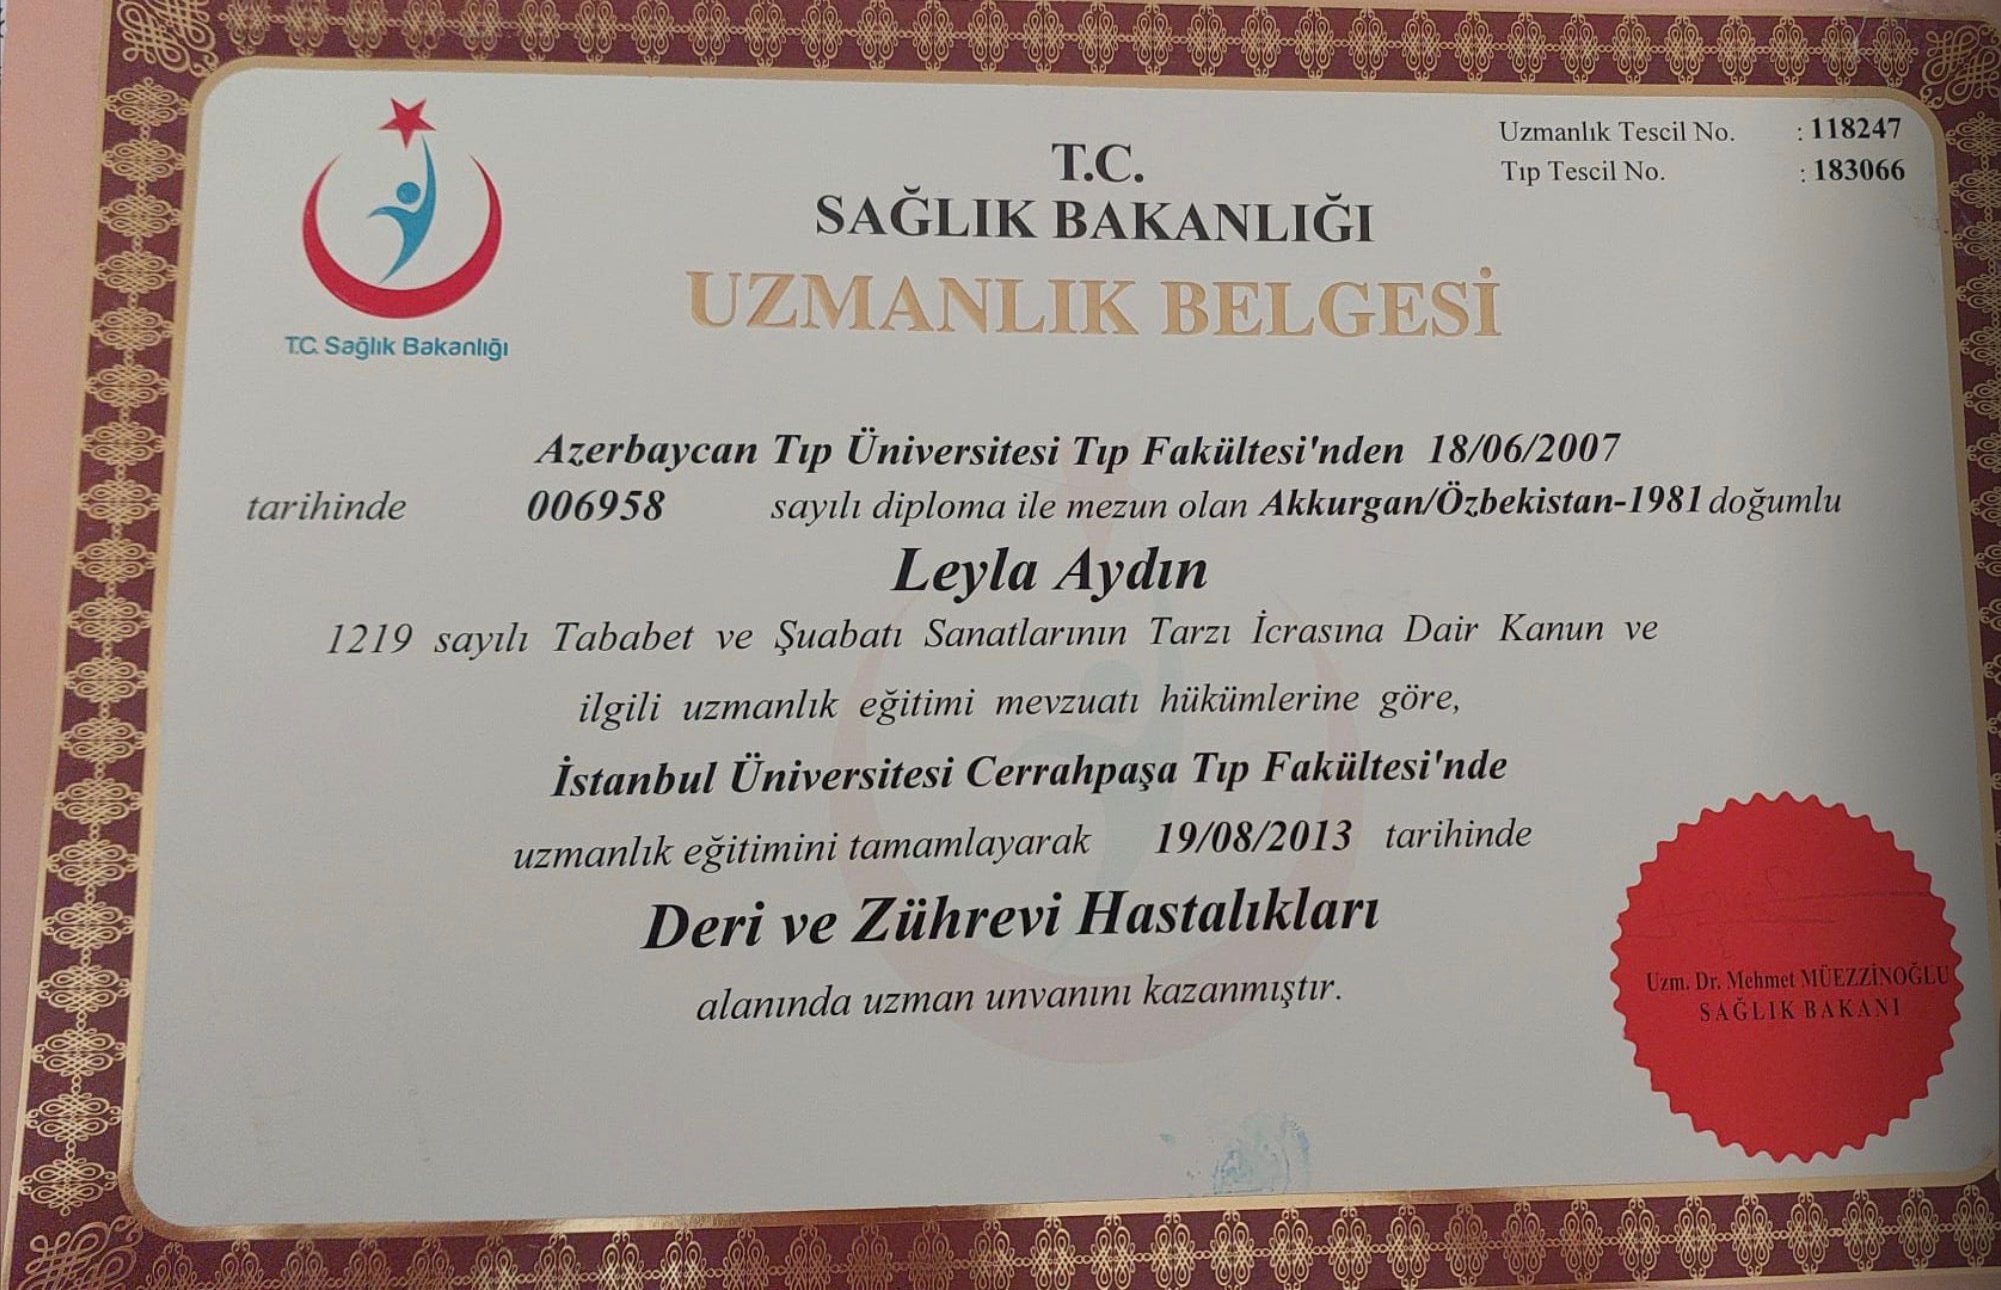 T.C. Sağlık Bakanlığı
Uzmanlık Tescil No. : 118247
Tıp Tescil No. : 183066
T.C.
SAĞLIK BAKANLIĞI
UZMANLIK BELGESİ
Azerbaycan Tıp Üniversitesi Tıp Fakültesi'nden 18/06/2007
tarihinde 006958 sayılı diploma ile mezun olan Akkurgan/Özbekistan-1981 doğumlu
Leyla Aydın
1219 sayılı Tababet ve Şuabatı Sanatlarının Tarzı İcrasına Dair Kanun ve
ilgili uzmanlık eğitimi mevzuatı hükümlerine göre,
İstanbul Üniversitesi Cerrahpaşa Tıp Fakültesi'nde
uzmanlık eğitimini tamamlayarak 19/08/2013 tarihinde
Deri ve Zührevi Hastalıkları
alanında uzman unvanını kazanmıştır.
Uzm. Dr. Mehmet MÜEZZİNOĞLU
SAĞLIK BAKANI